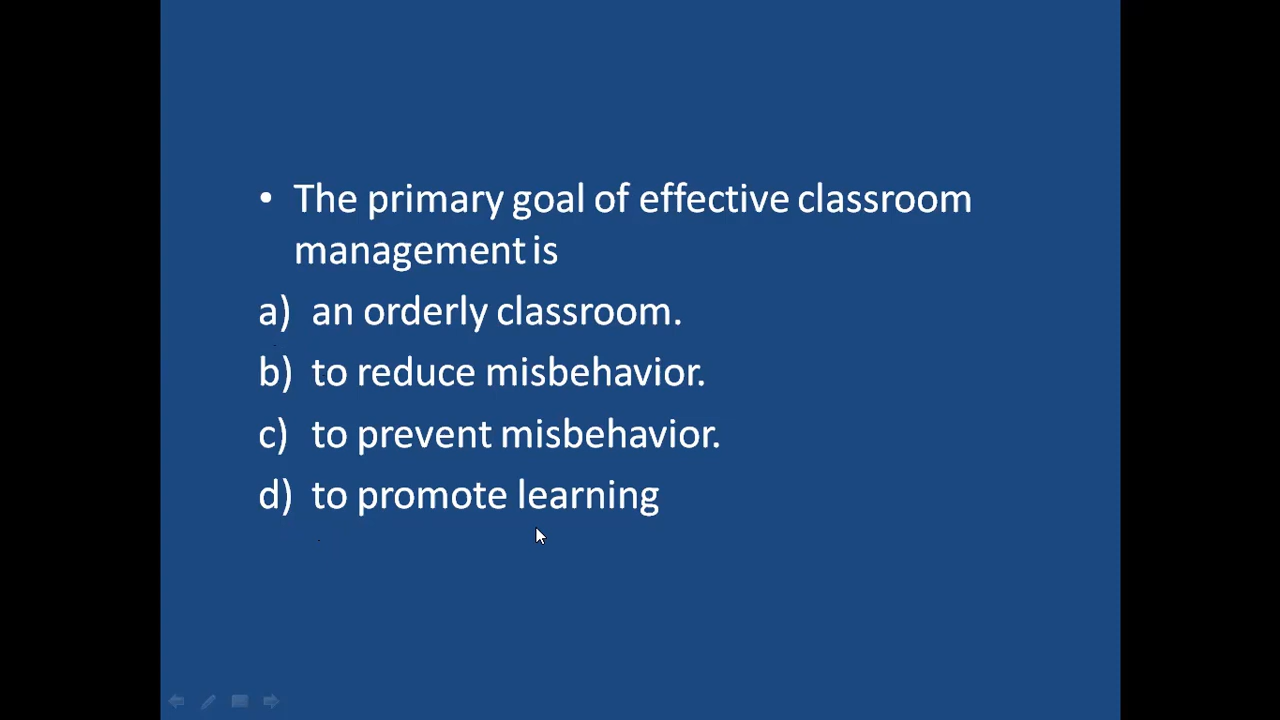 • The primary goal of effective classroom
management is
a) an orderly classroom.
b) to reduce misbehavior.
c) to prevent misbehavior.
d) to promote learning